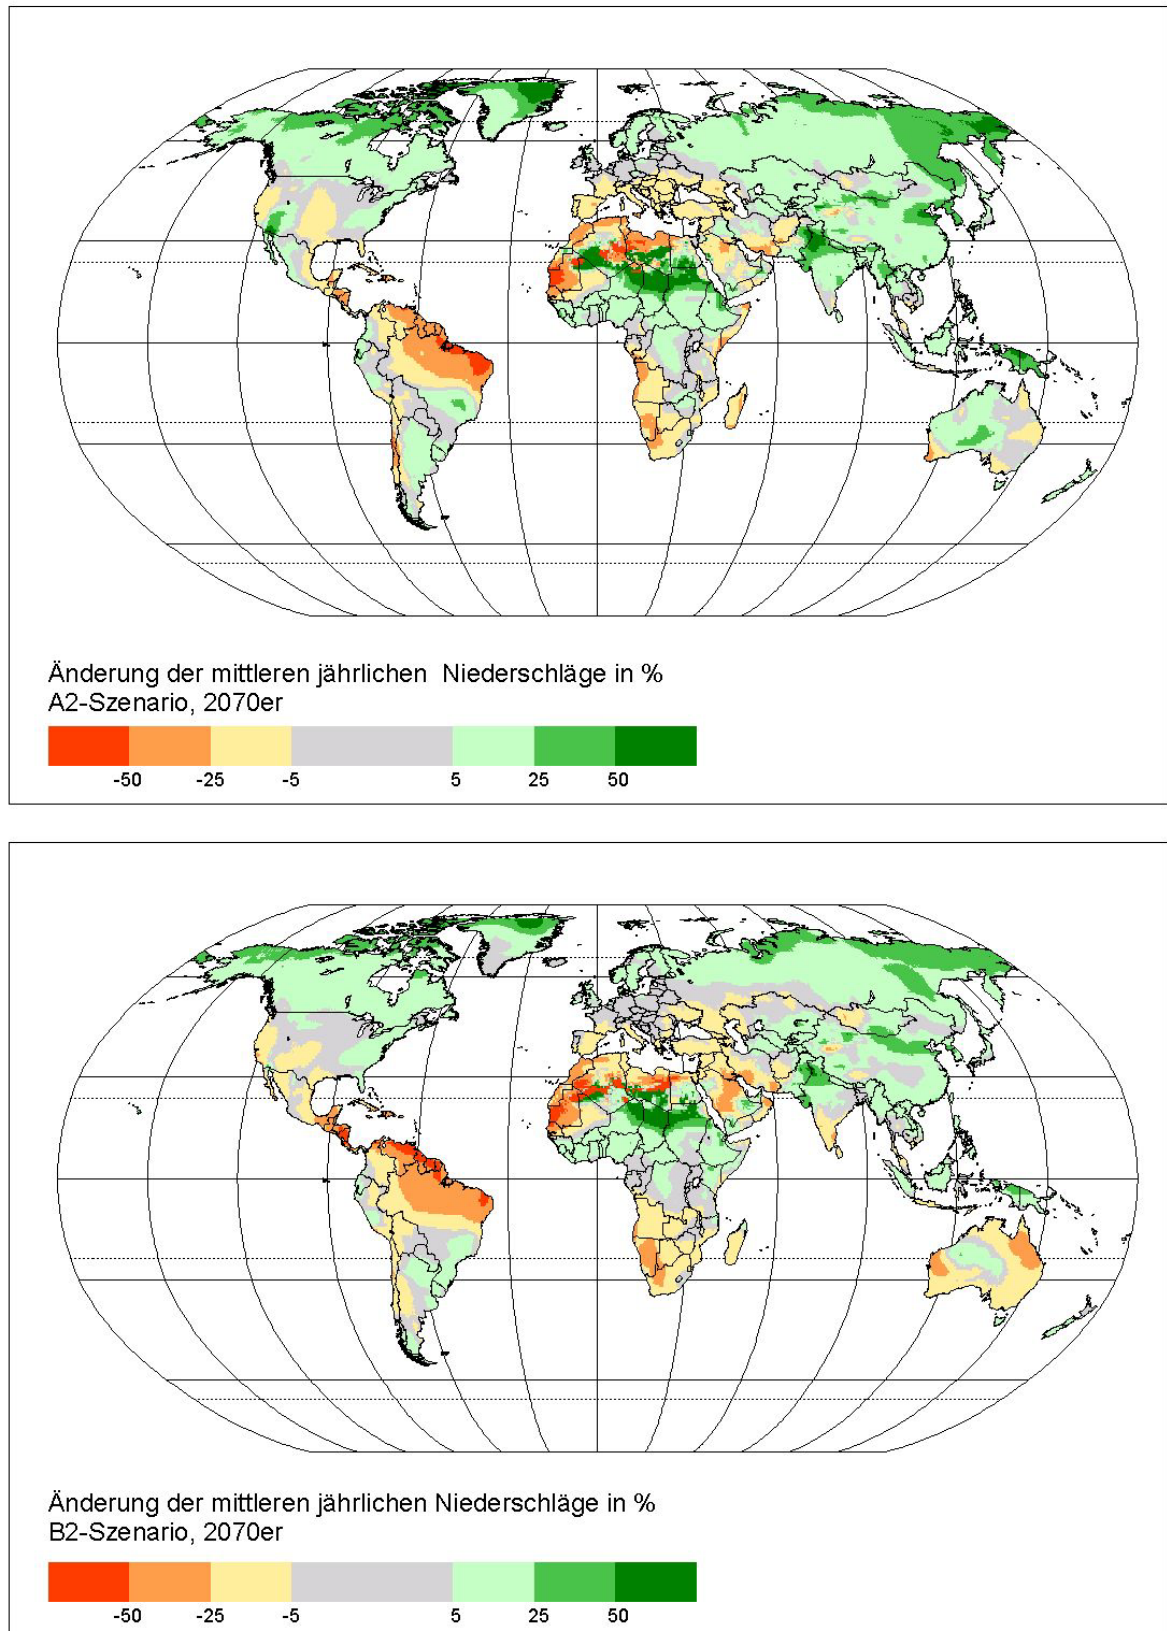 Änderung der mittleren jährlichen  Niederschläge in %
A2-Szenario, 2070er
-50 -25 -5 5 25 50
Änderung der mittleren jährlichen Niederschläge in %
B2-Szenario, 2070er
-50 -25 -5 5 25 50